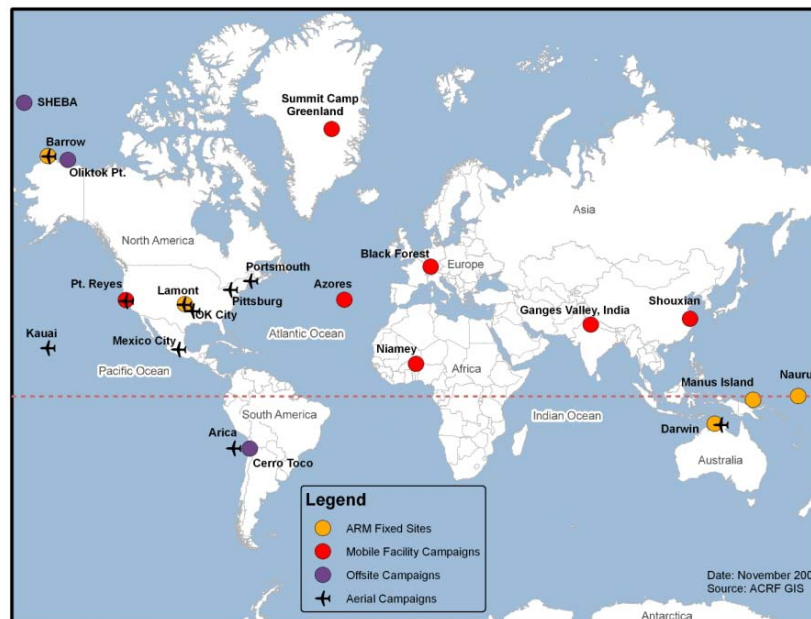 SHEBA
Summit Camp
Greenland
Barrow
Oliktok Pt.
Asia
North America
Black Forest
Europe
Portsmouth
Pt. Reyes
Lamont
Azores
Pittsburg
OK City
Ganges Valley, India
Shouxian
Kauai
Mexico City
Atlantic Ocean
Niamey
Africa
Pacific Ocean
Manus Island
Nauru
South America
Indian Ocean
Arica
Darwin
Cerro Toco
Australia
Legend
ARM Fixed Sites
Mobile Facility Campaigns
Offsite Campaigns
Aerial Campaigns
Date: November 200
Source: ACRF GIS
Antarctica